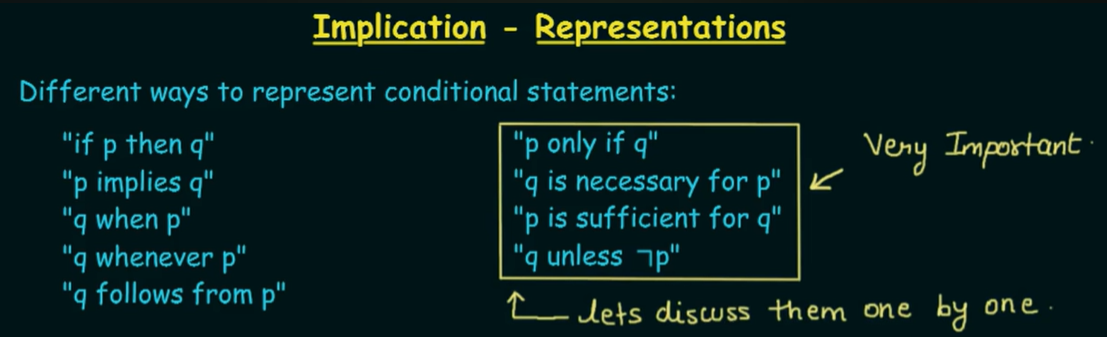 Implication - Representations
Different ways to represent conditional statements:
"if p then q"
"p implies q"
"q when p"
"q whenever p"
"q follows from p"
"p only if q"
"q is necessary for p"
"p is sufficient for q"
"q unless ¬p"
Very Important.
lets discuss them one by one.